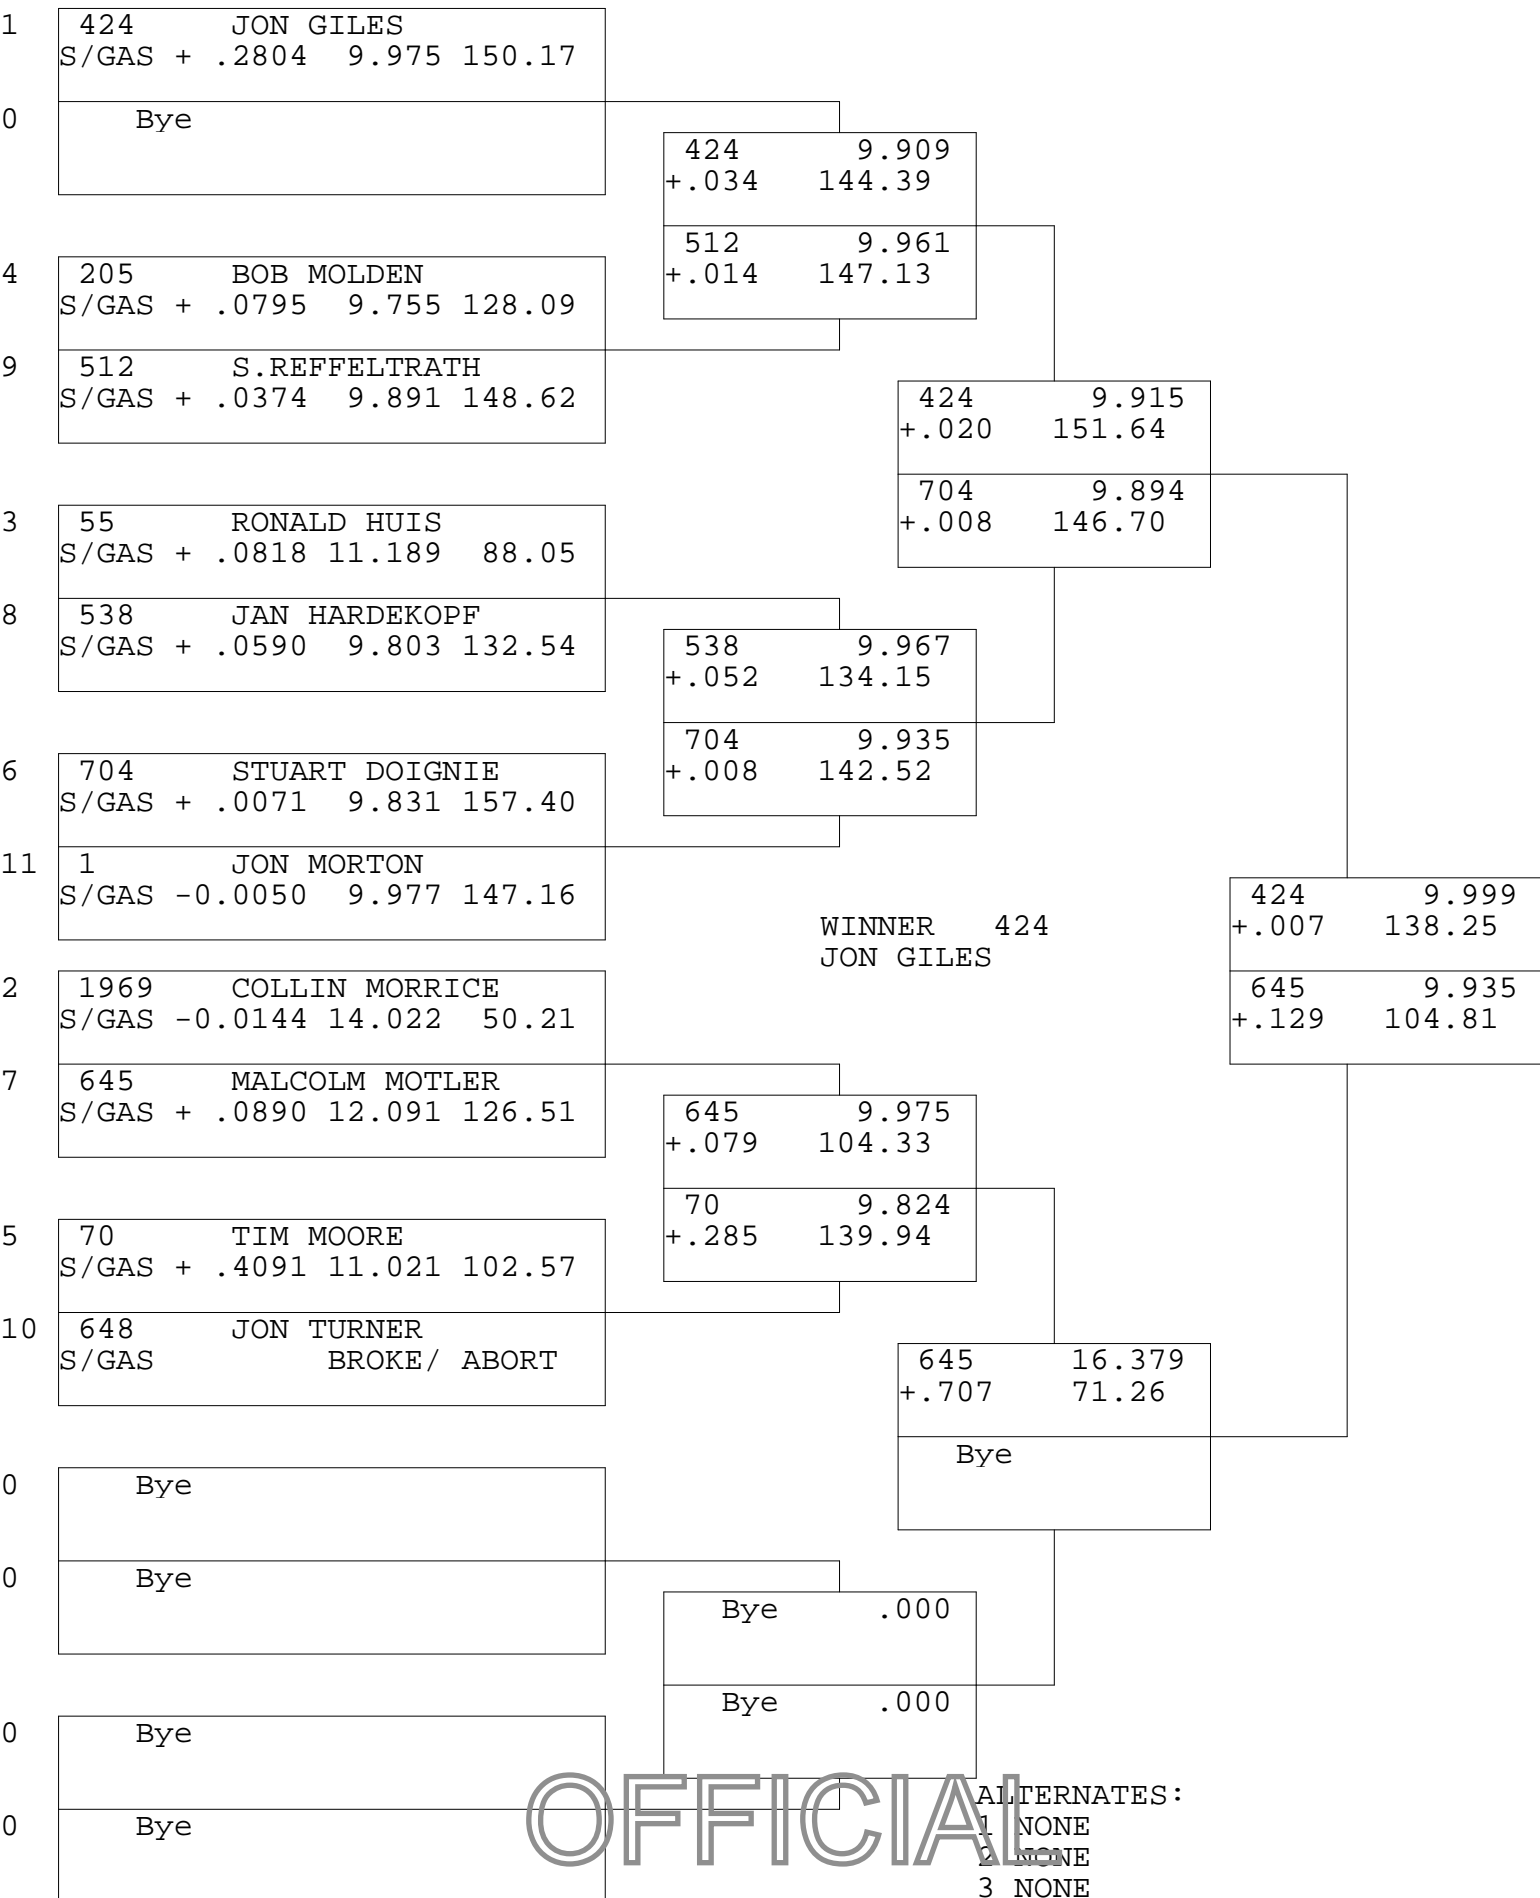 1 424 JON GILES
S/GAS + .2804 9.975 150.17
0 Bye
424 9.909
+.034 144.39
512 9.961
+.014 147.13
4 205 BOB MOLDEN
S/GAS + .0795 9.755 128.09
9 512 S.REFFELTRATH
S/GAS + .0374 9.891 148.62
424 9.915
+.020 151.64
704 9.894
+.008 146.70
3 55 RONALD HUIS
S/GAS + .0818 11.189 88.05
8 538 JAN HARDEKOPF
S/GAS + .0590 9.803 132.54
538 9.967
+.052 134.15
704 9.935
+.008 142.52
6 704 STUART DOIGNIE
S/GAS + .0071 9.831 157.40
11 1 JON MORTON
S/GAS -0.0050 9.977 147.16
WINNER 424
JON GILES
424 9.999
+.007 138.25
645 9.935
+.129 104.81
2 1969 COLLIN MORRICE
S/GAS -0.0144 14.022 50.21
7 645 MALCOLM MOTLER
S/GAS + .0890 12.091 126.51
645 9.975
+.079 104.33
70 9.824
+.285 139.94
5 70 TIM MOORE
S/GAS + .4091 11.021 102.57
10 648 JON TURNER
S/GAS BROKE/ ABORT
645 16.379
+.707 71.26
Bye
0 Bye
0 Bye
Bye .000
Bye .000
0 Bye
0 Bye
OFFICIAL
ALTERNATES:
1 NONE
2 NONE
3 NONE